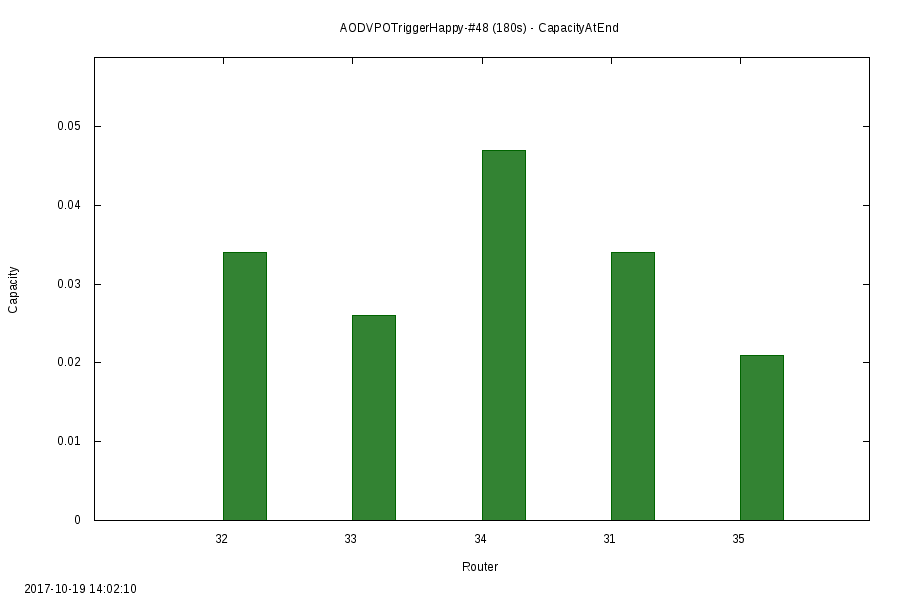 AODVPOTriggerHappy-#48 (180s) - CapacityAtEnd
0.05
0.04
0.03
0.02
0.01
0
Capacity
32 33 34 31 35
Router
2017-10-19 14:02:10